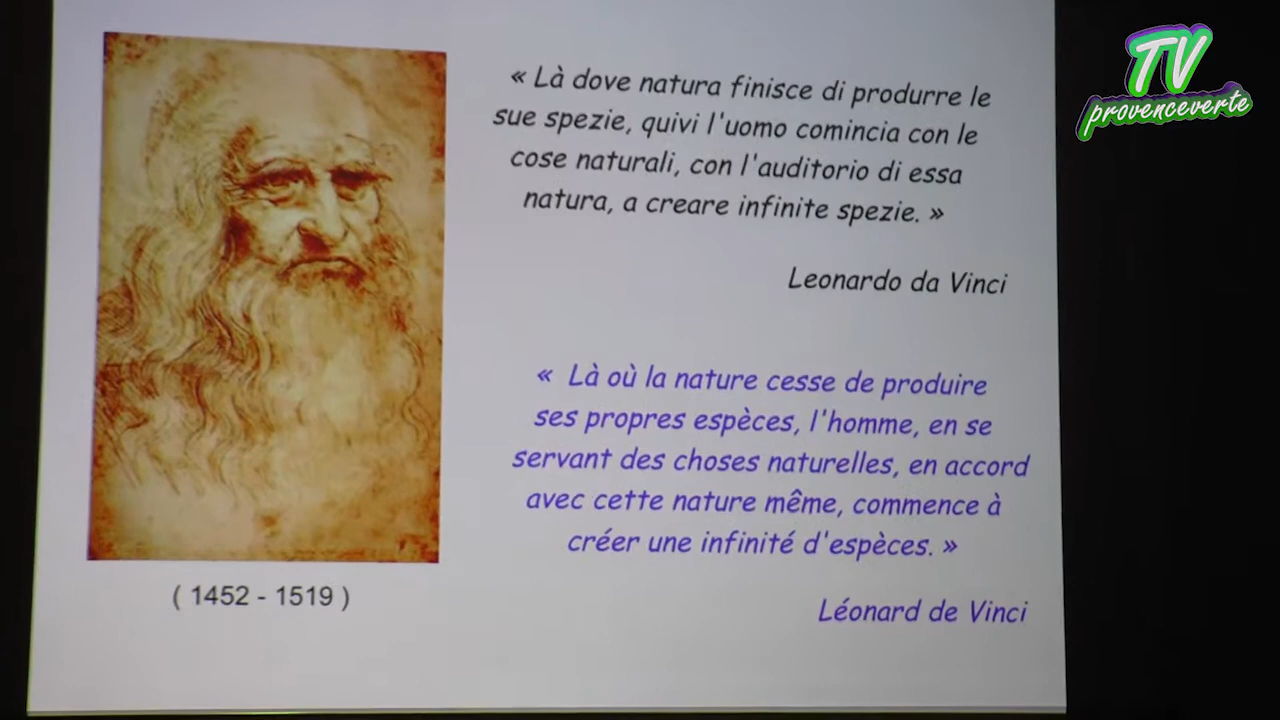 « Là dove natura finisce di produrre le
sue spezie, quivi l'uomo comincia con le
cose naturali, con l'auditorio di essa
natura, a creare infinite spezie. »
Leonardo da Vinci
« Là où la nature cesse de produire
ses propres espèces, l'homme, en se
servant des choses naturelles, en accord
avec cette nature même, commence à
créer une infinité d'espèces. »
Léonard de Vinci
( 1452 - 1519 )
TV
provenceverte